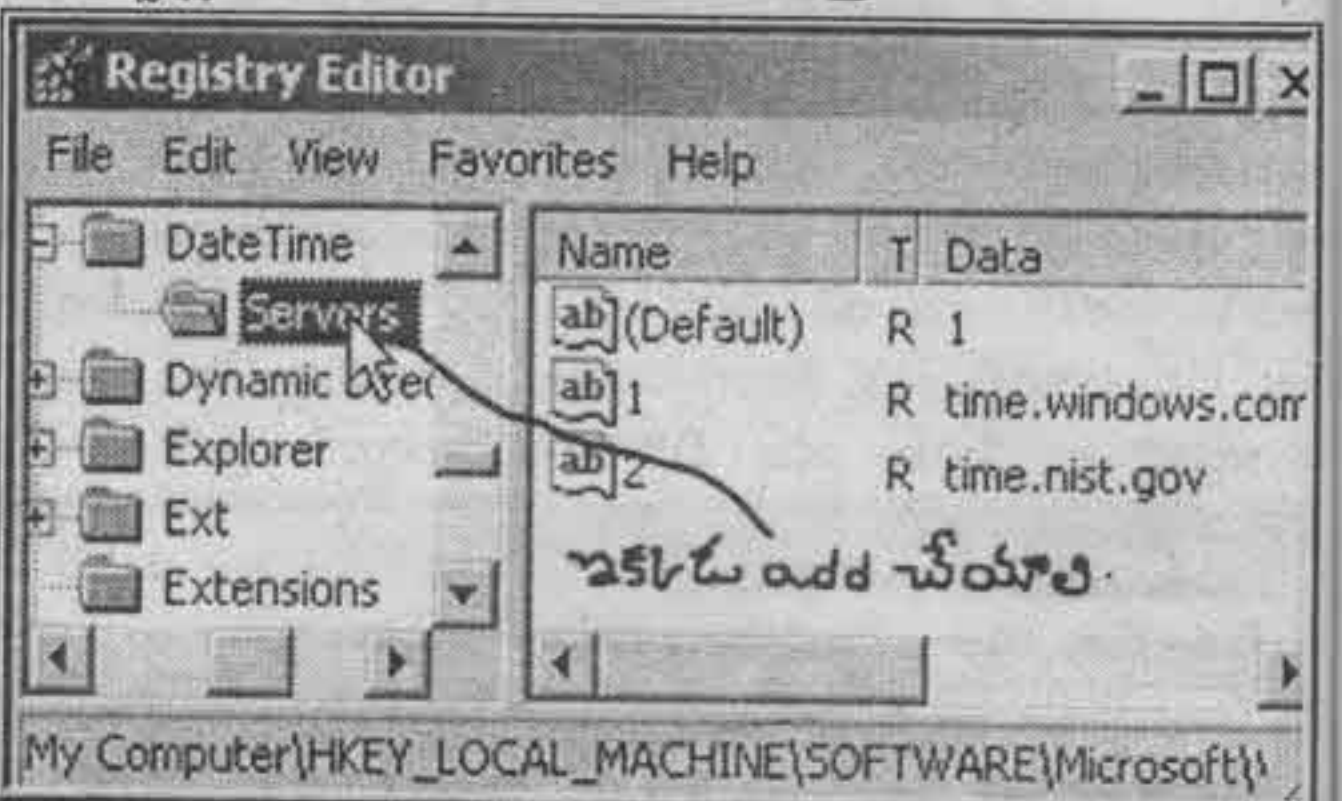 Registry Editor
File Edit View Favorites Help
DateTime
Servers
Dynamic
Explorer
Ext
Extensions
Name T Data
(Default) R 1
1 R time.windows.com
2 R time.nist.gov
ఇక్కడ add చేయాలి.
My Computer\HKEY_LOCAL_MACHINE\SOFTWARE\Microsoft\